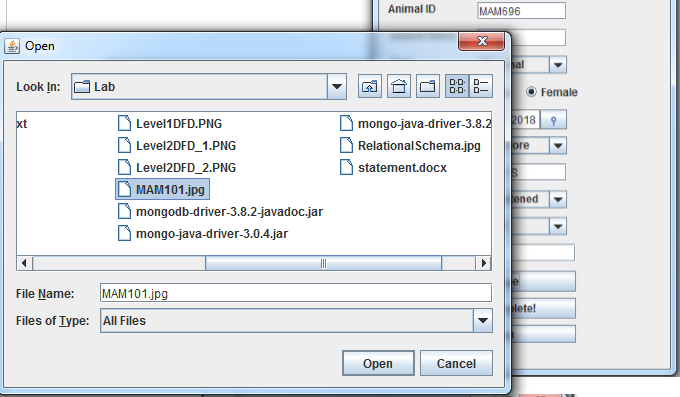 Animal ID
MAM696
Open
Look In:
Lab
Female
xt
Level1DFD.PNG
Level2DFD_1.PNG
Level2DFD_2.PNG
MAM101.jpg
mongodb-driver-3.8.2-javadoc.jar
mongo-java-driver-3.0.4.jar
mongo-java-driver-3.8.2
RelationalSchema.jpg
statement.docx
2018
File Name:
MAM101.jpg
Files of Type:
All Files
Open
Cancel